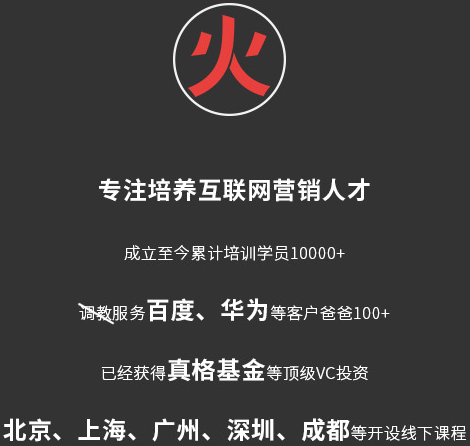 火
专注培养互联网营销人才
成立至今累计培训学员10000+
调教服务百度、华为等客户爸爸100+
已经获得真格基金等顶级VC投资
北京、上海、广州、深圳、成都等开设线下课程